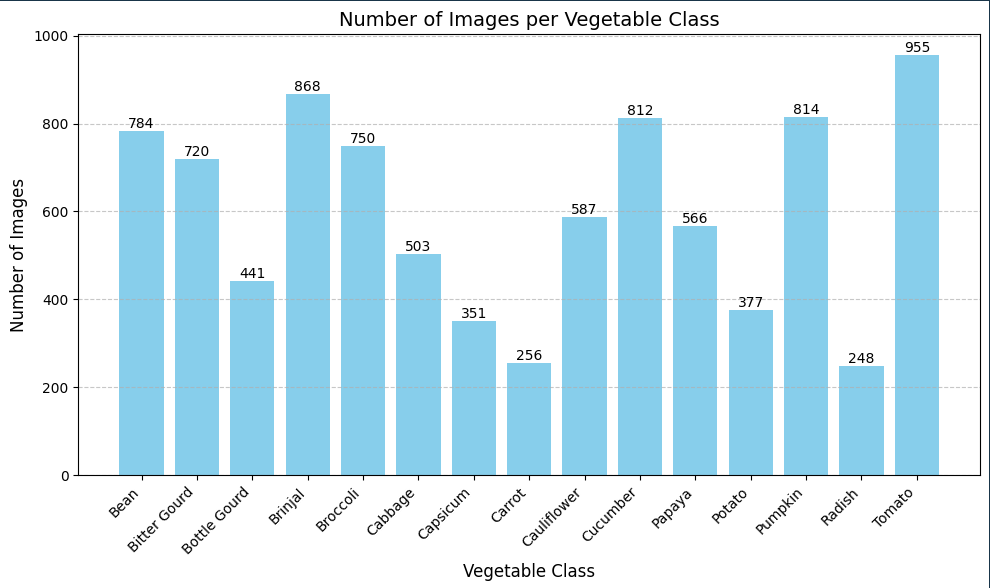 Number of Images per Vegetable Class
Number of Images
1000
800
600
400
200
0
784
720
441
868
750
503
351
256
587
812
566
377
814
248
955
Bean
Bitter Gourd
Bottle Gourd
Brinjal
Broccoli
Cabbage
Capsicum
Carrot
Cauliflower
Cucumber
Papaya
Potato
Pumpkin
Radish
Tomato
Vegetable Class